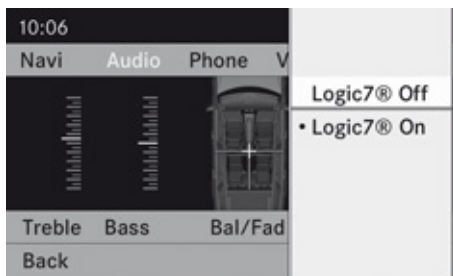 10:06
Navi Audio Phone V
Logic7® Off
• Logic7® On
Treble Bass Bal/Fad
Back